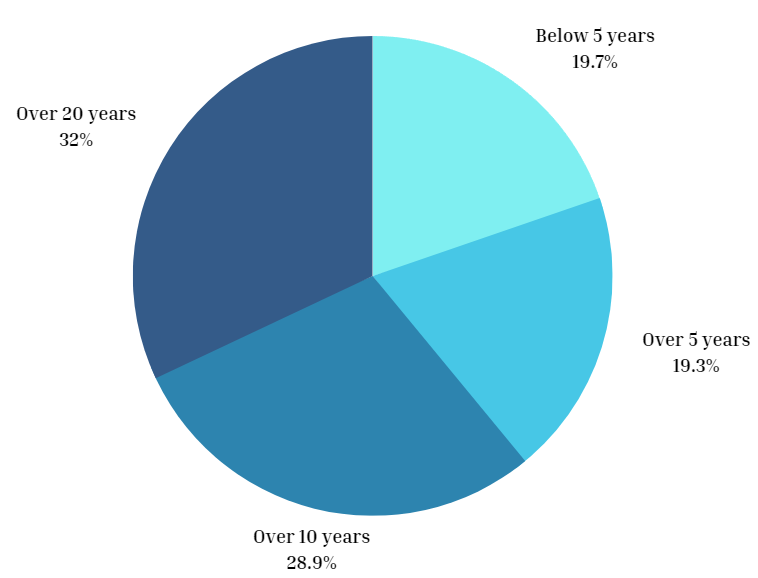 Below 5 years
19.7%
Over 20 years
32%
Over 5 years
19.3%
Over 10 years
28.9%